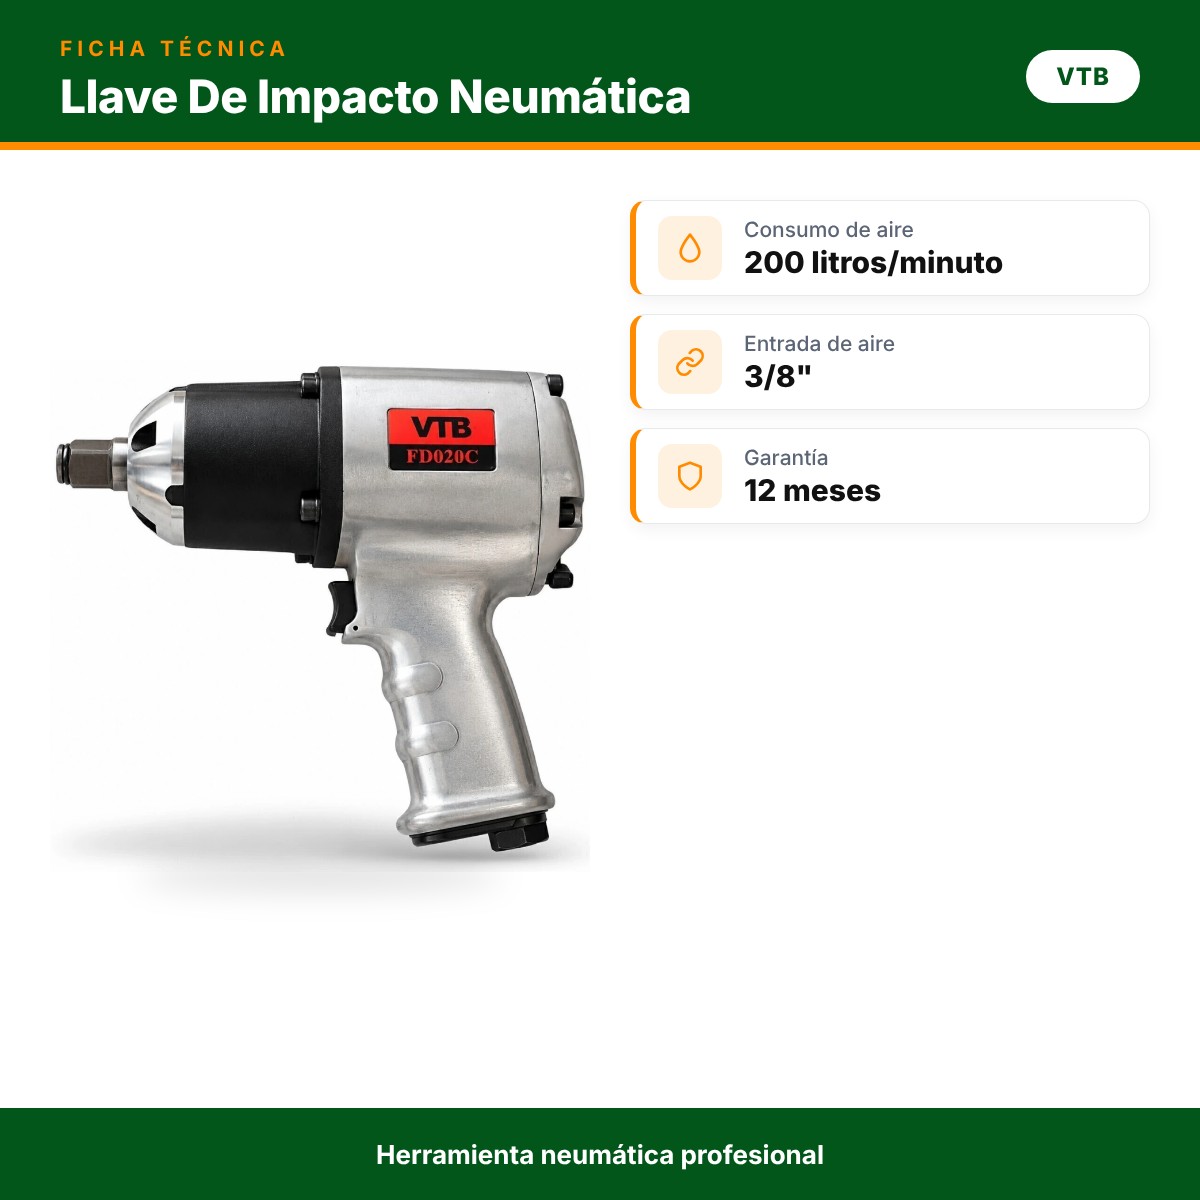 FICHA TÉCNICA
Llave De Impacto Neumática
VTB
Consumo de aire
200 litros/minuto
Entrada de aire
3/8"
Garantía
12 meses
VTB
FD020C
Herramienta neumática profesional